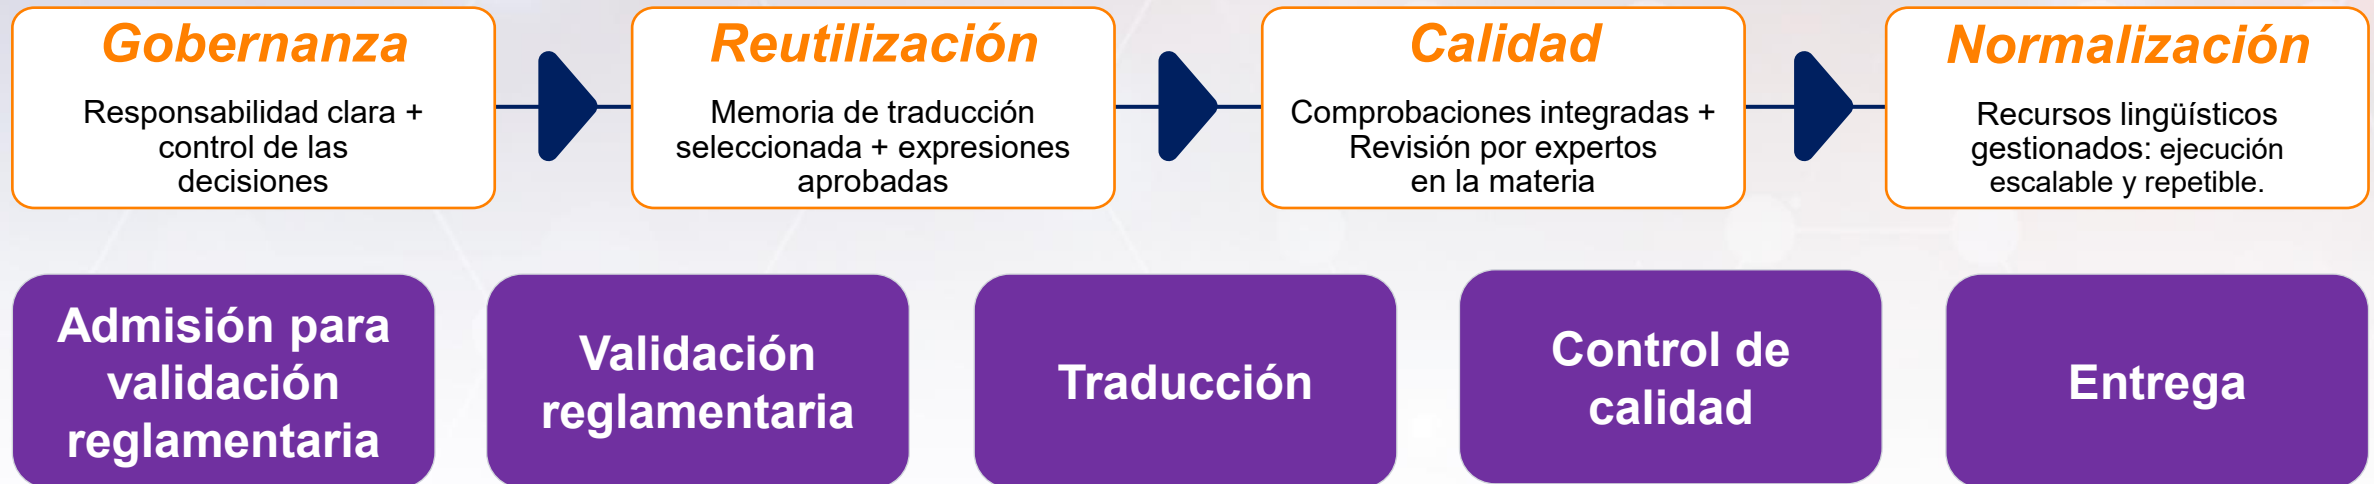 Gobernanza
Responsabilidad clara +
control de las
decisiones
Reutilización
Memoria de traducción
seleccionada + expresiones
aprobadas
Calidad
Comprobaciones integradas +
Revisión por expertos
en la materia
Normalización
Recursos lingüísticos
gestionados: ejecución
escalable y repetible.
Admisión para
validación
reglamentaria
Validación
reglamentaria
Traducción
Control de
calidad
Entrega